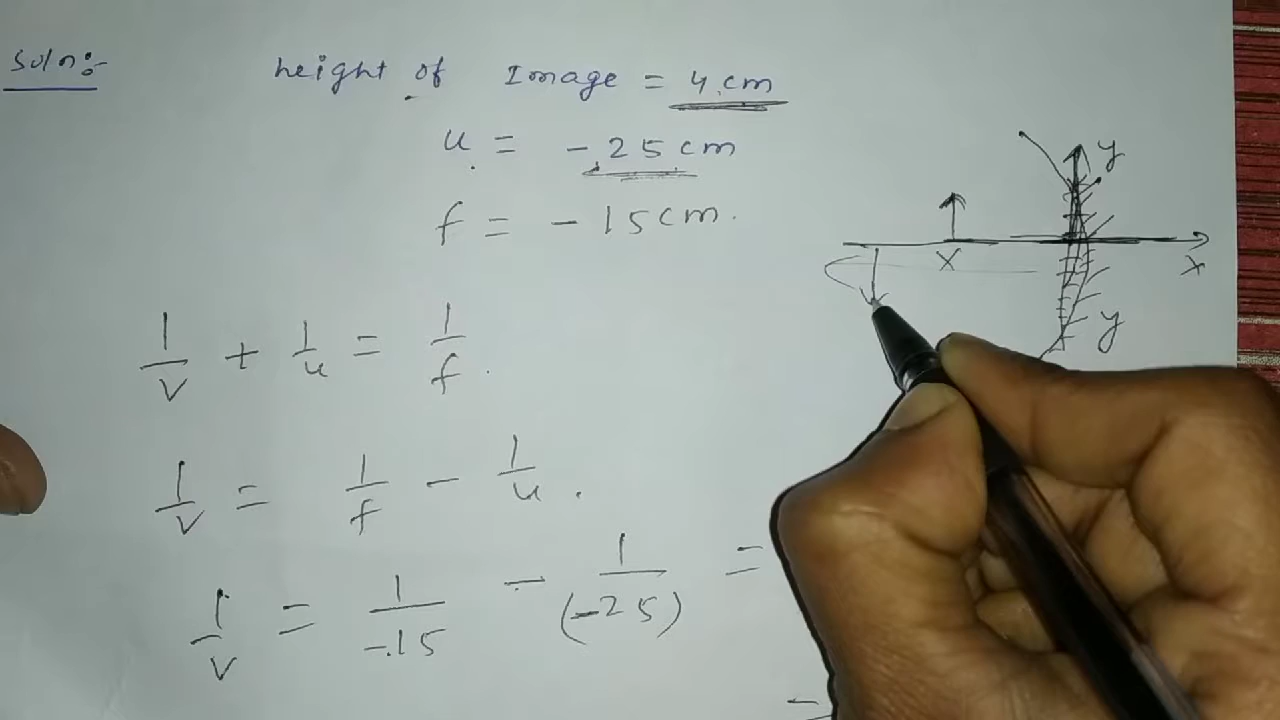 Soln:-
height of Image = 4 cm
u = - 25 cm
f = - 15 cm.
1/v + 1/u = 1/f.
1/v = 1/f - 1/u.
1/v = 1/-15 - 1/(-25) =
=
y
x
x
y